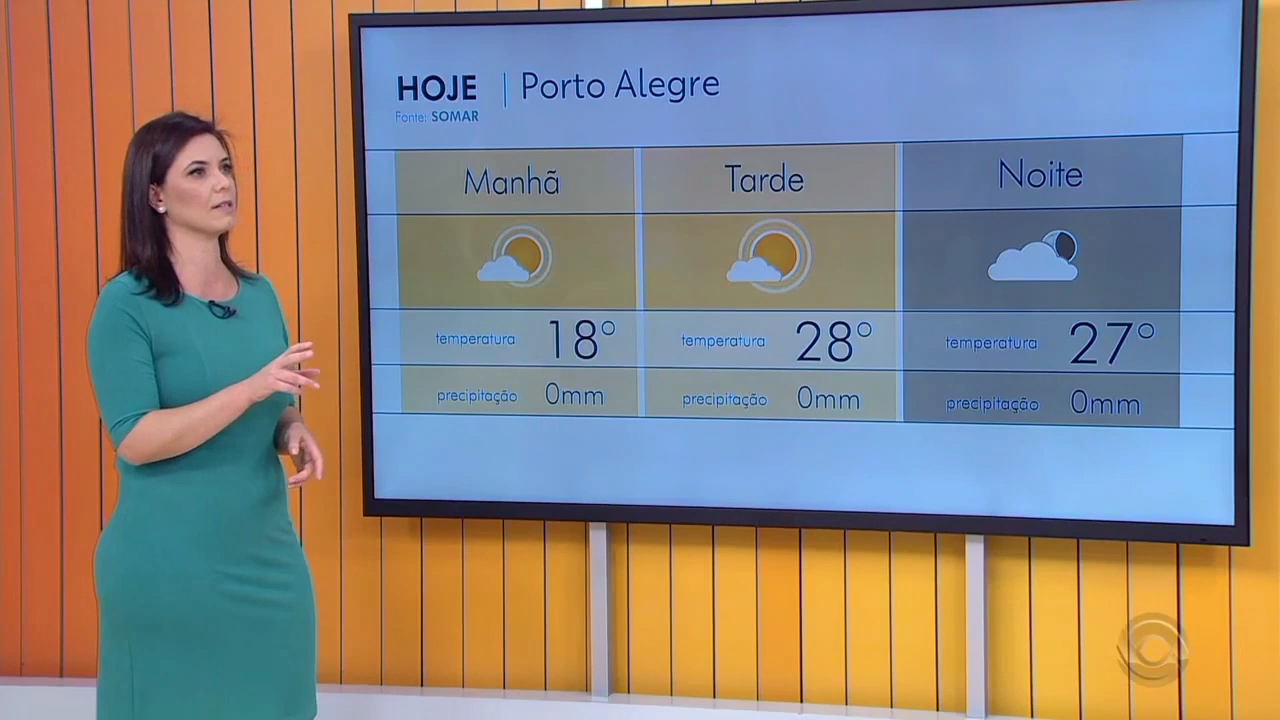 HOJE | Porto Alegre
Fonte: SOMAR
Manhã Tarde Noite
temperatura 18° temperatura 28° temperatura 27°
precipitação 0mm precipitação 0mm precipitação 0mm